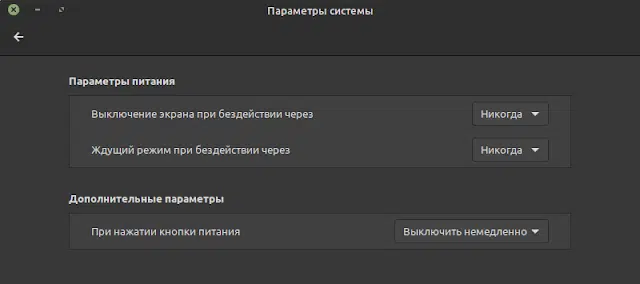 Параметры системы
Параметры питания
Выключение экрана при бездействии через
Никогда
Ждущий режим при бездействии через
Никогда
Дополнительные параметры
При нажатии кнопки питания
Выключить немедленно